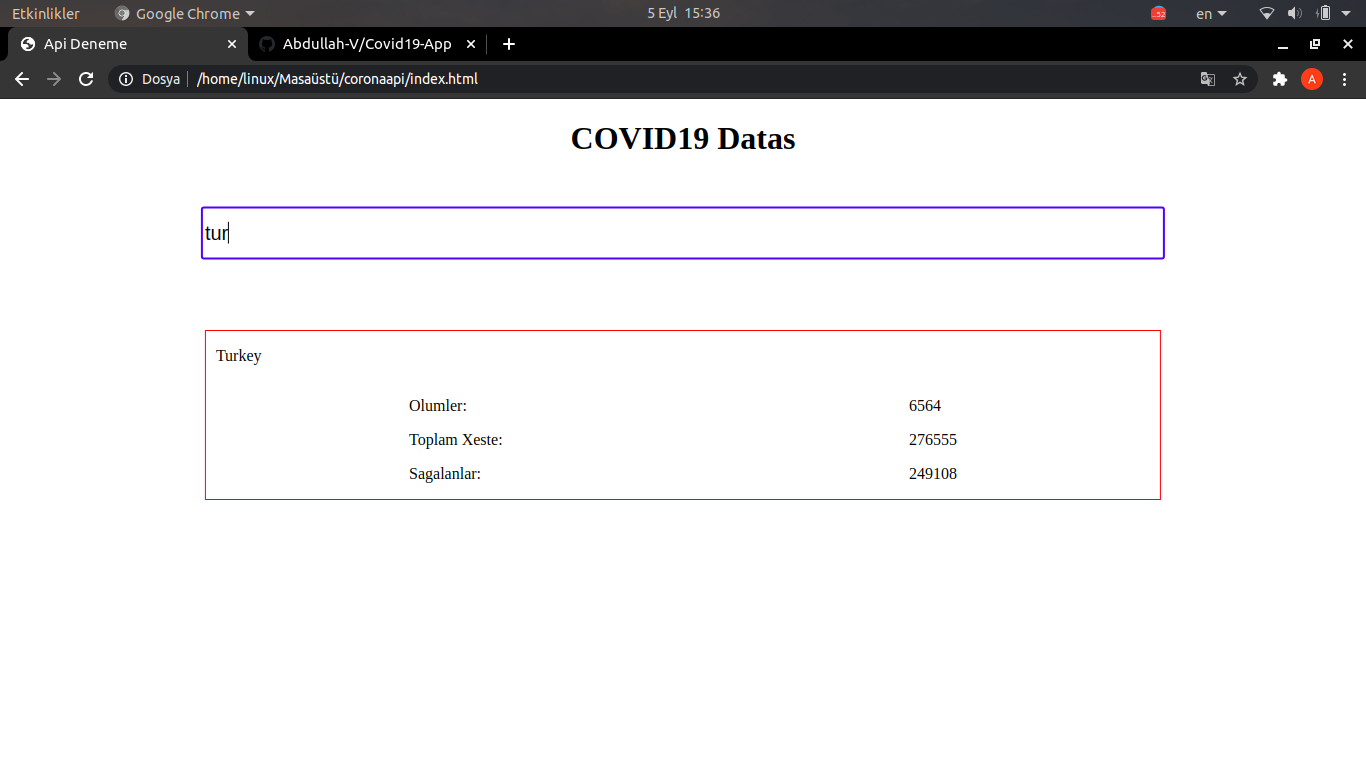 Etkinlikler Google Chrome 5 Eyl 15:36 en
Api Deneme Abdullah-V/Covid19-App
Dosya /home/linux/Masaüstü/coronaapi/index.html A
COVID19 Datas
tur
Turkey
Olumler: 6564
Toplam Xeste: 276555
Sagalanlar: 249108